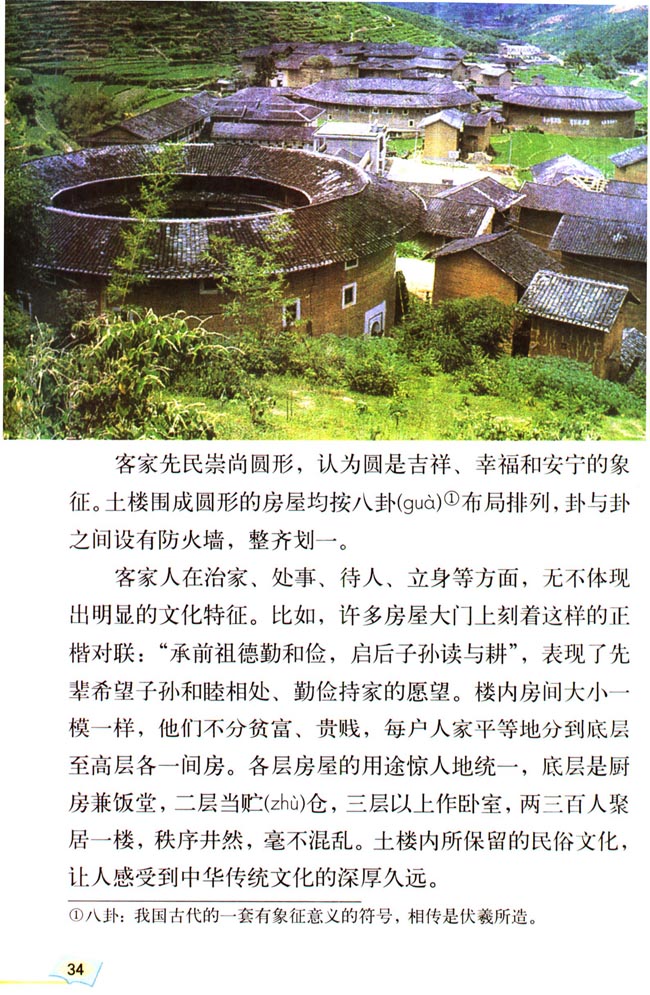 客家先民崇尚圆形，认为圆是吉祥、幸福和安宁的象
征。土楼围成圆形的房屋均按八卦(guà)①布局排列，卦与卦
之间设有防火墙，整齐划一。
客家人在治家、处事、待人、立身等方面，无不体现
出明显的文化特征。比如，许多房屋大门上刻着这样的正
楷对联：“承前祖德勤和俭，启后子孙读与耕”，表现了先
辈希望子孙和睦相处、勤俭持家的愿望。楼内房间大小一
模一样，他们不分贫富、贵贱，每户人家平等地分到底层
至高层各一间房。各层房屋的用途惊人地统一，底层是厨
房兼饭堂，二层当贮(zhù)仓，三层以上作卧室，两三百人聚
居一楼，秩序井然，毫不混乱。土楼内所保留的民俗文化，
让人感受到中华传统文化的深厚久远。
①八卦：我国古代的一套有象征意义的符号，相传是伏羲所造。
34